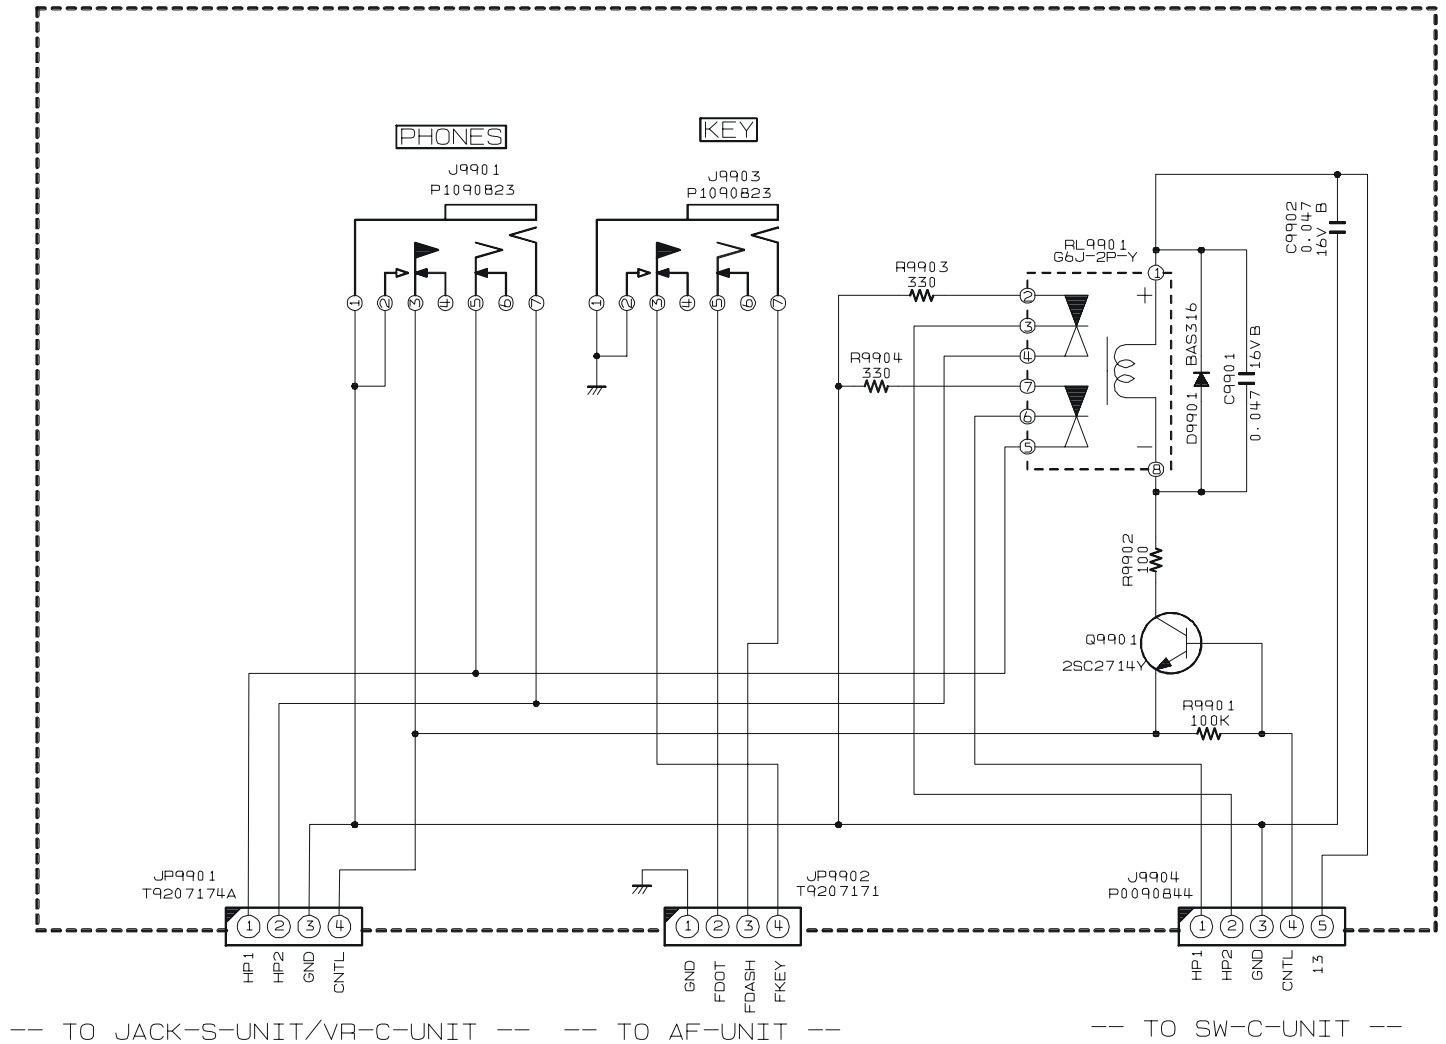 PHONES
J9901
P1090823
1
2
3
4
5
6
7
KEY
J9903
P1090823
1
2
3
4
5
6
7
R9903
330
R9904
330
RL9901
G6J-2P-Y
1
+
2
3
4
7
6
5
-
8
D9901 BAS316
C9901
0.047 16V B
C9902
0.047
16V B
R9902
100
Q9901
2SC2714Y
R9901
100K
JP9901
T9207174A
1 2 3 4
HP1
HP2
GND
CNTL
JP9902
T9207171
1 2 3 4
GND
FDOT
FDASH
FKEY
J9904
P0090844
1 2 3 4 5
HP1
HP2
GND
CNTL
13
-- TO JACK-S-UNIT/VR-C-UNIT --
-- TO AF-UNIT --
-- TO SW-C-UNIT --